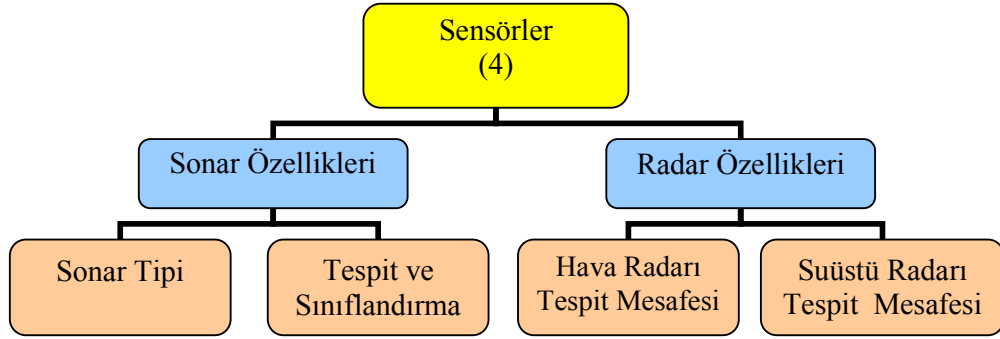 Sensörler
(4)
Sonar Özellikleri
Radar Özellikleri
Sonar Tipi
Tespit ve
Sınıflandırma
Hava Radarı
Tespit Mesafesi
Suüstü Radarı
Tespit  Mesafesi